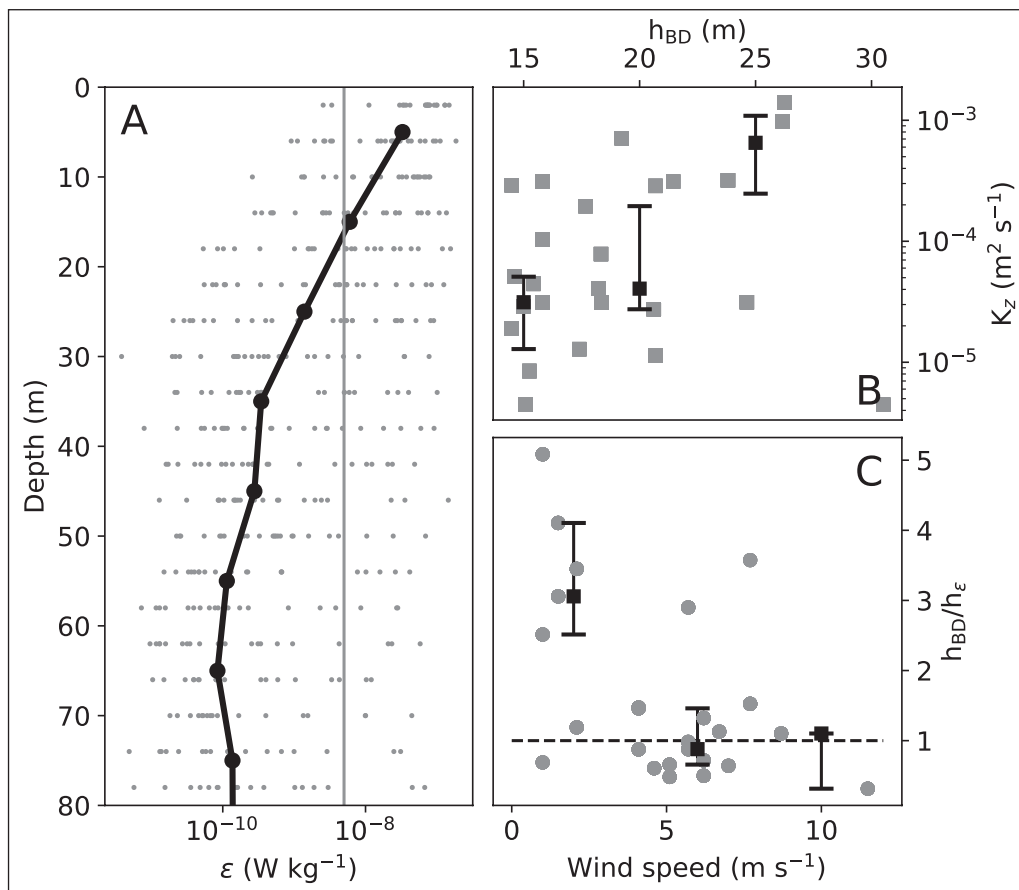 h_BD (m)
15 20 25 30
A
0
10
20
30
40
50
60
70
80
Depth (m)
10⁻¹⁰ 10⁻⁸
ε (W kg⁻¹)
B
10⁻³
10⁻⁴
10⁻⁵
K_z (m² s⁻¹)
C
5
4
3
2
1
h_BD/h_ε
0 5 10
Wind speed (m s⁻¹)